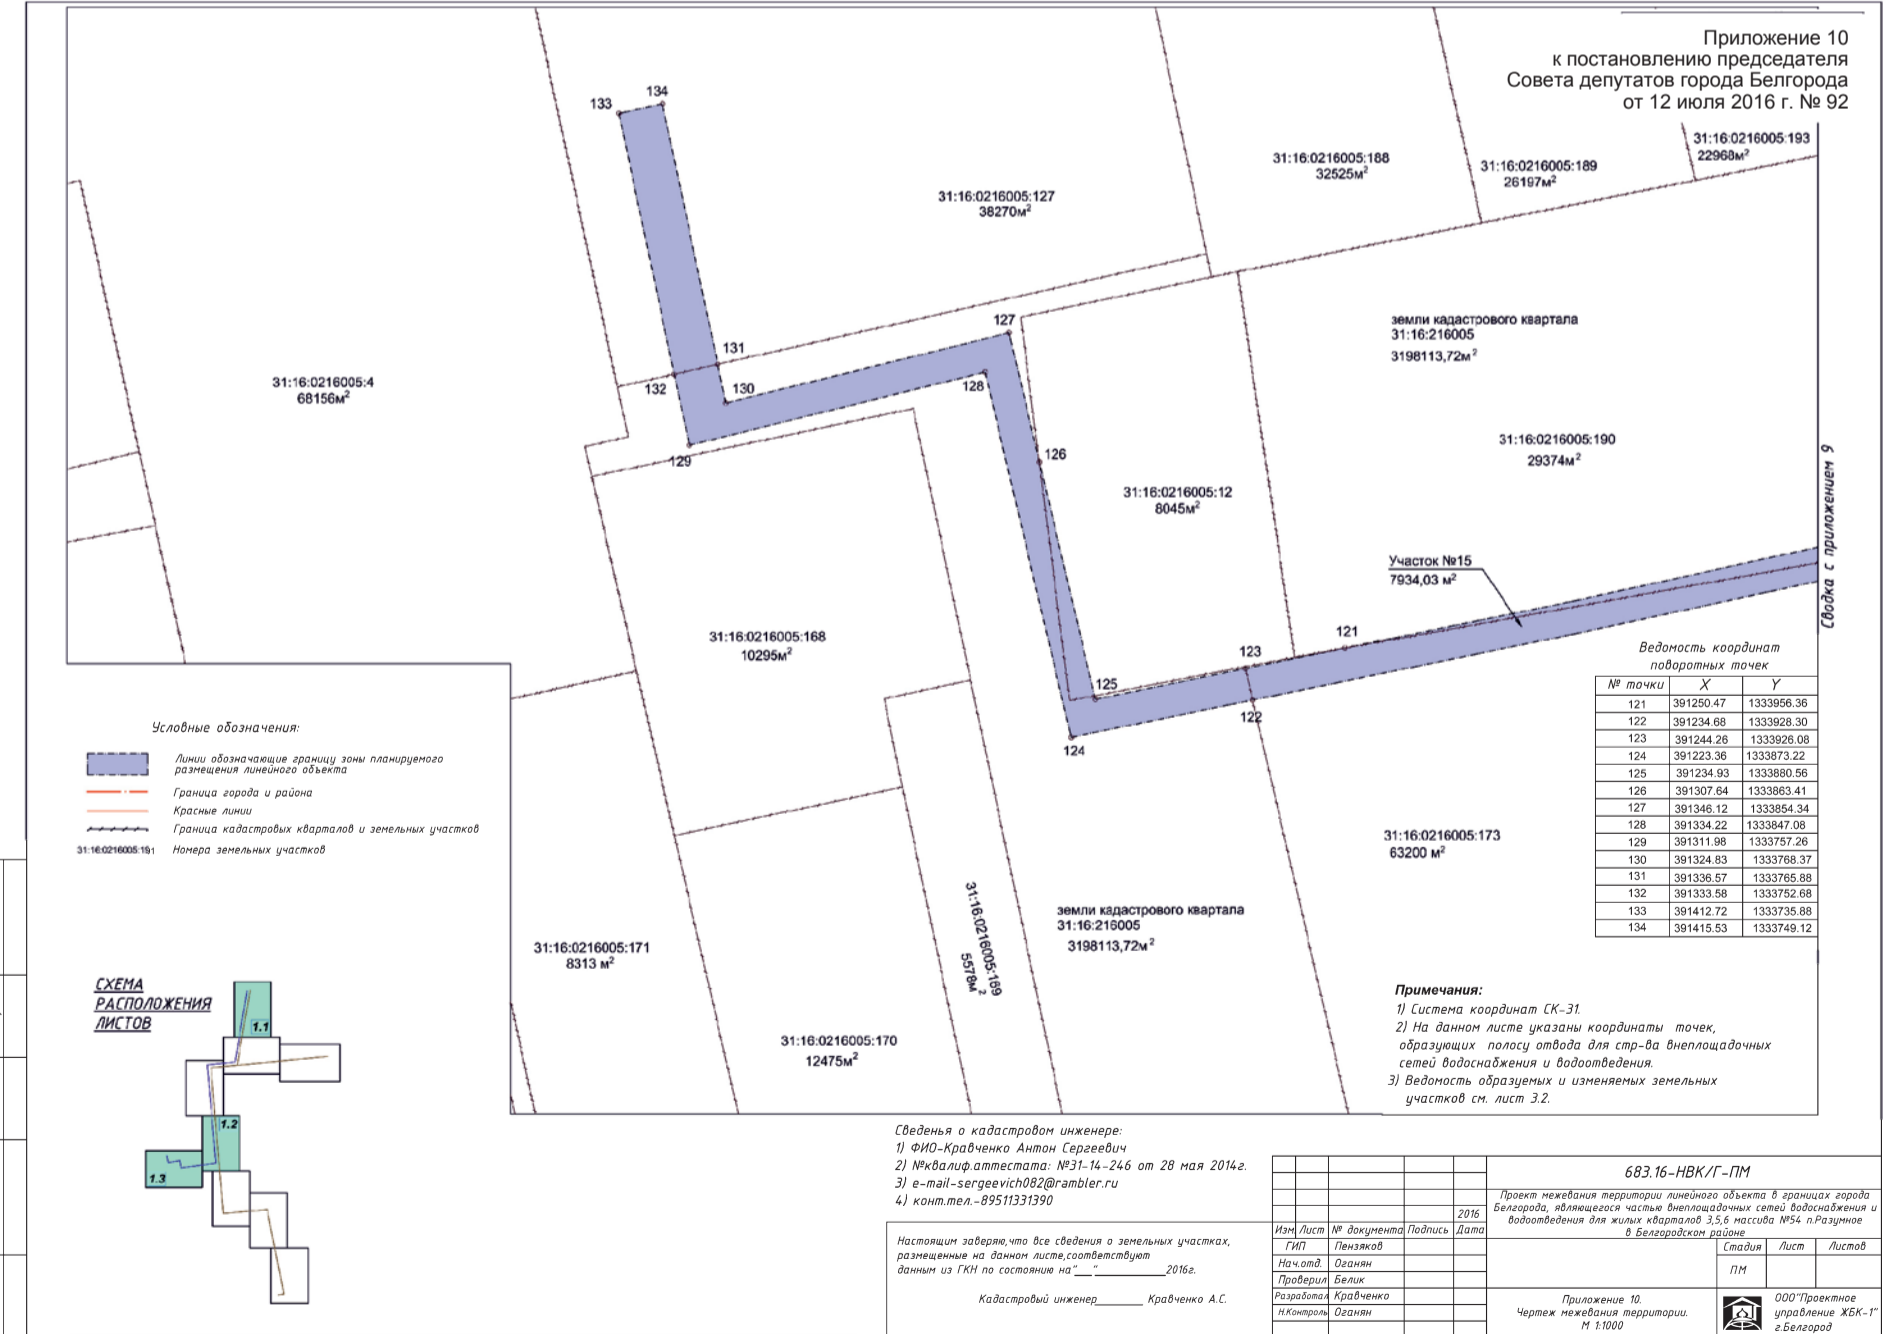 Приложение 10
к постановлению председателя
Совета депутатов города Белгорода
от 12 июля 2016 г. № 92
133
134
31:16:0216005:193
22968м²
31:16:0216005:188
32525м²
31:16:0216005:189
26197м²
31:16:0216005:127
38270м²
127
земли кадастрового квартала
31:16:216005
3198113,72м²
131
132
130
128
31:16:0216005:4
68156м²
129
126
31:16:0216005:190
29374м²
31:16:0216005:12
8045м²
Сводка с приложением 9
Участок №15
7934,03 м²
31:16:0216005:168
10295м²
121
123
125
122
124
Ведомость координат
поворотных точек
№ точки X Y
121 391250.47 1333956.36
122 391234.68 1333928.30
123 391244.26 1333926.08
124 391223.36 1333873.22
125 391234.93 1333880.56
126 391307.64 1333863.41
127 391346.12 1333854.34
128 391334.22 1333847.08
129 391311.98 1333757.26
130 391324.83 1333768.37
131 391336.57 1333765.88
132 391333.58 1333752.68
133 391412.72 1333735.88
134 391415.53 1333749.12
Условные обозначения:
Линии обозначающие границу зоны планируемого
размещения линейного объекта
Граница города и района
Красные линии
Граница кадастровых кварталов и земельных участков
31:16:0216005:191 Номера земельных участков
31:16:0216005:173
63200 м²
31:16:0216005:169
5578м²
земли кадастрового квартала
31:16:216005
3198113,72м²
31:16:0216005:171
8313 м²
31:16:0216005:170
12475м²
СХЕМА
РАСПОЛОЖЕНИЯ
ЛИСТОВ
1.1
1.2
1.3
Примечания:
1) Система координат СК-31.
2) На данном листе указаны координаты точек,
образующих полосу отвода для стр-ва внеплощадочных
сетей водоснабжения и водоотведения.
3) Ведомость образуемых и изменяемых земельных
участков см. лист 3.2.
Сведенья о кадастровом инженере:
1) ФИО-Кравченко Антон Сергеевич
2) №квалиф.аттестата: №31-14-246 от 28 мая 2014г.
3) e-mail-sergeevich082@rambler.ru
4) конт.тел.-89511331390
Настоящим заверяю,что все сведения о земельных участках,
размещенные на данном листе,соответствуют
данным из ГКН по состоянию на"__"__________2016г.
Кадастровый инженер_______ Кравченко А.С.
683.16-НВК/Г-ПМ
Проект межевания территории линейного объекта в границах города
Белгорода, являющегося частью внеплощадочных сетей водоснабжения и
водоотведения для жилых кварталов 3,5,6 массива №54 п.Разумное
в Белгородском районе
2016
Изм. Лист № документа Подпись Дата
ГИП Пензяков
Нач.отд. Оганян
Проверил Белик
Разработал Кравченко
Н.Контроль Оганян
Стадия Лист Листов
ПМ
Приложение 10.
Чертеж межевания территории.
М 1:1000
ООО"Проектное
управление ЖБК-1"
г.Белгород